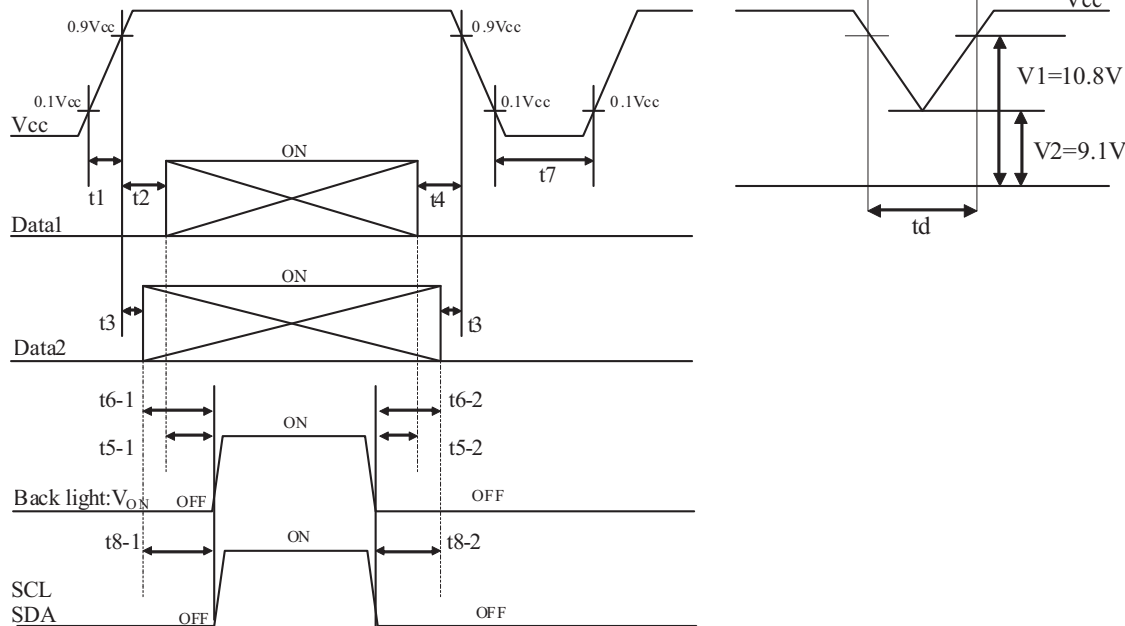 0.9Vcc
0.9Vcc
Vcc
V1=10.8V
0.1Vcc
0.1Vcc
0.1Vcc
Vcc
V2=9.1V
ON
t1
t2
t4
t7
Data1
td
ON
t3
t3
Data2
t6-1
t6-2
ON
t5-1
t5-2
Back light:VON
OFF
OFF
t8-1
ON
t8-2
SCL
SDA
OFF
OFF